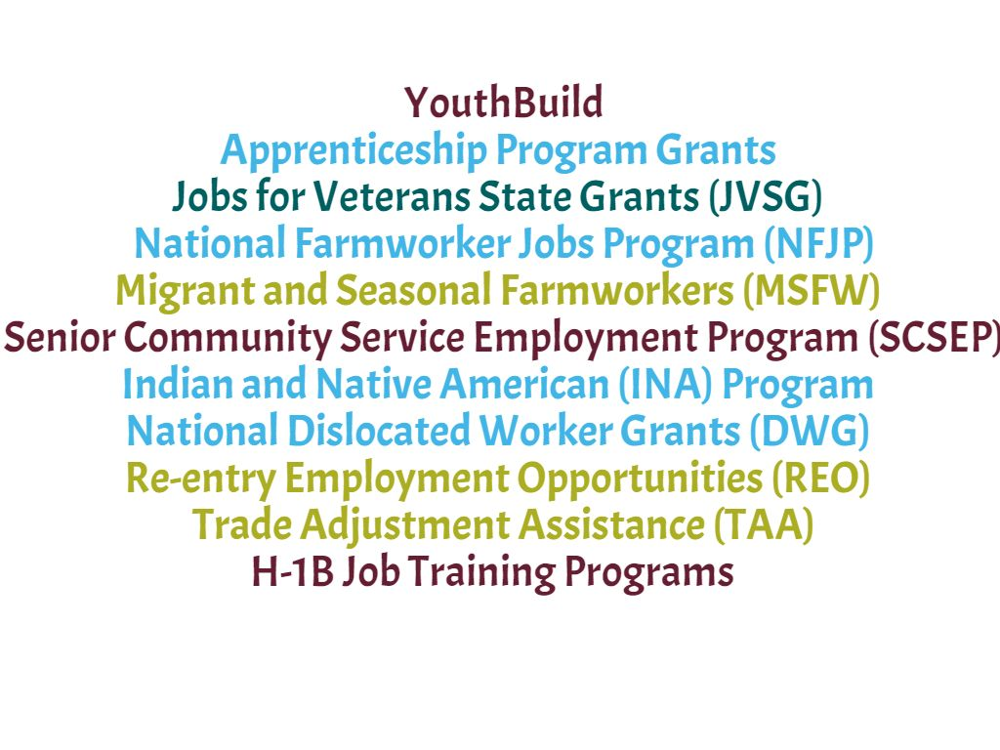 YouthBuild
Apprenticeship Program Grants
Jobs for Veterans State Grants (JVSG)
National Farmworker Jobs Program (NFJP)
Migrant and Seasonal Farmworkers (MSFW)
Senior Community Service Employment Program (SCSEP)
Indian and Native American (INA) Program
National Dislocated Worker Grants (DWG)
Re-entry Employment Opportunities (REO)
Trade Adjustment Assistance (TAA)
H-1B Job Training Programs